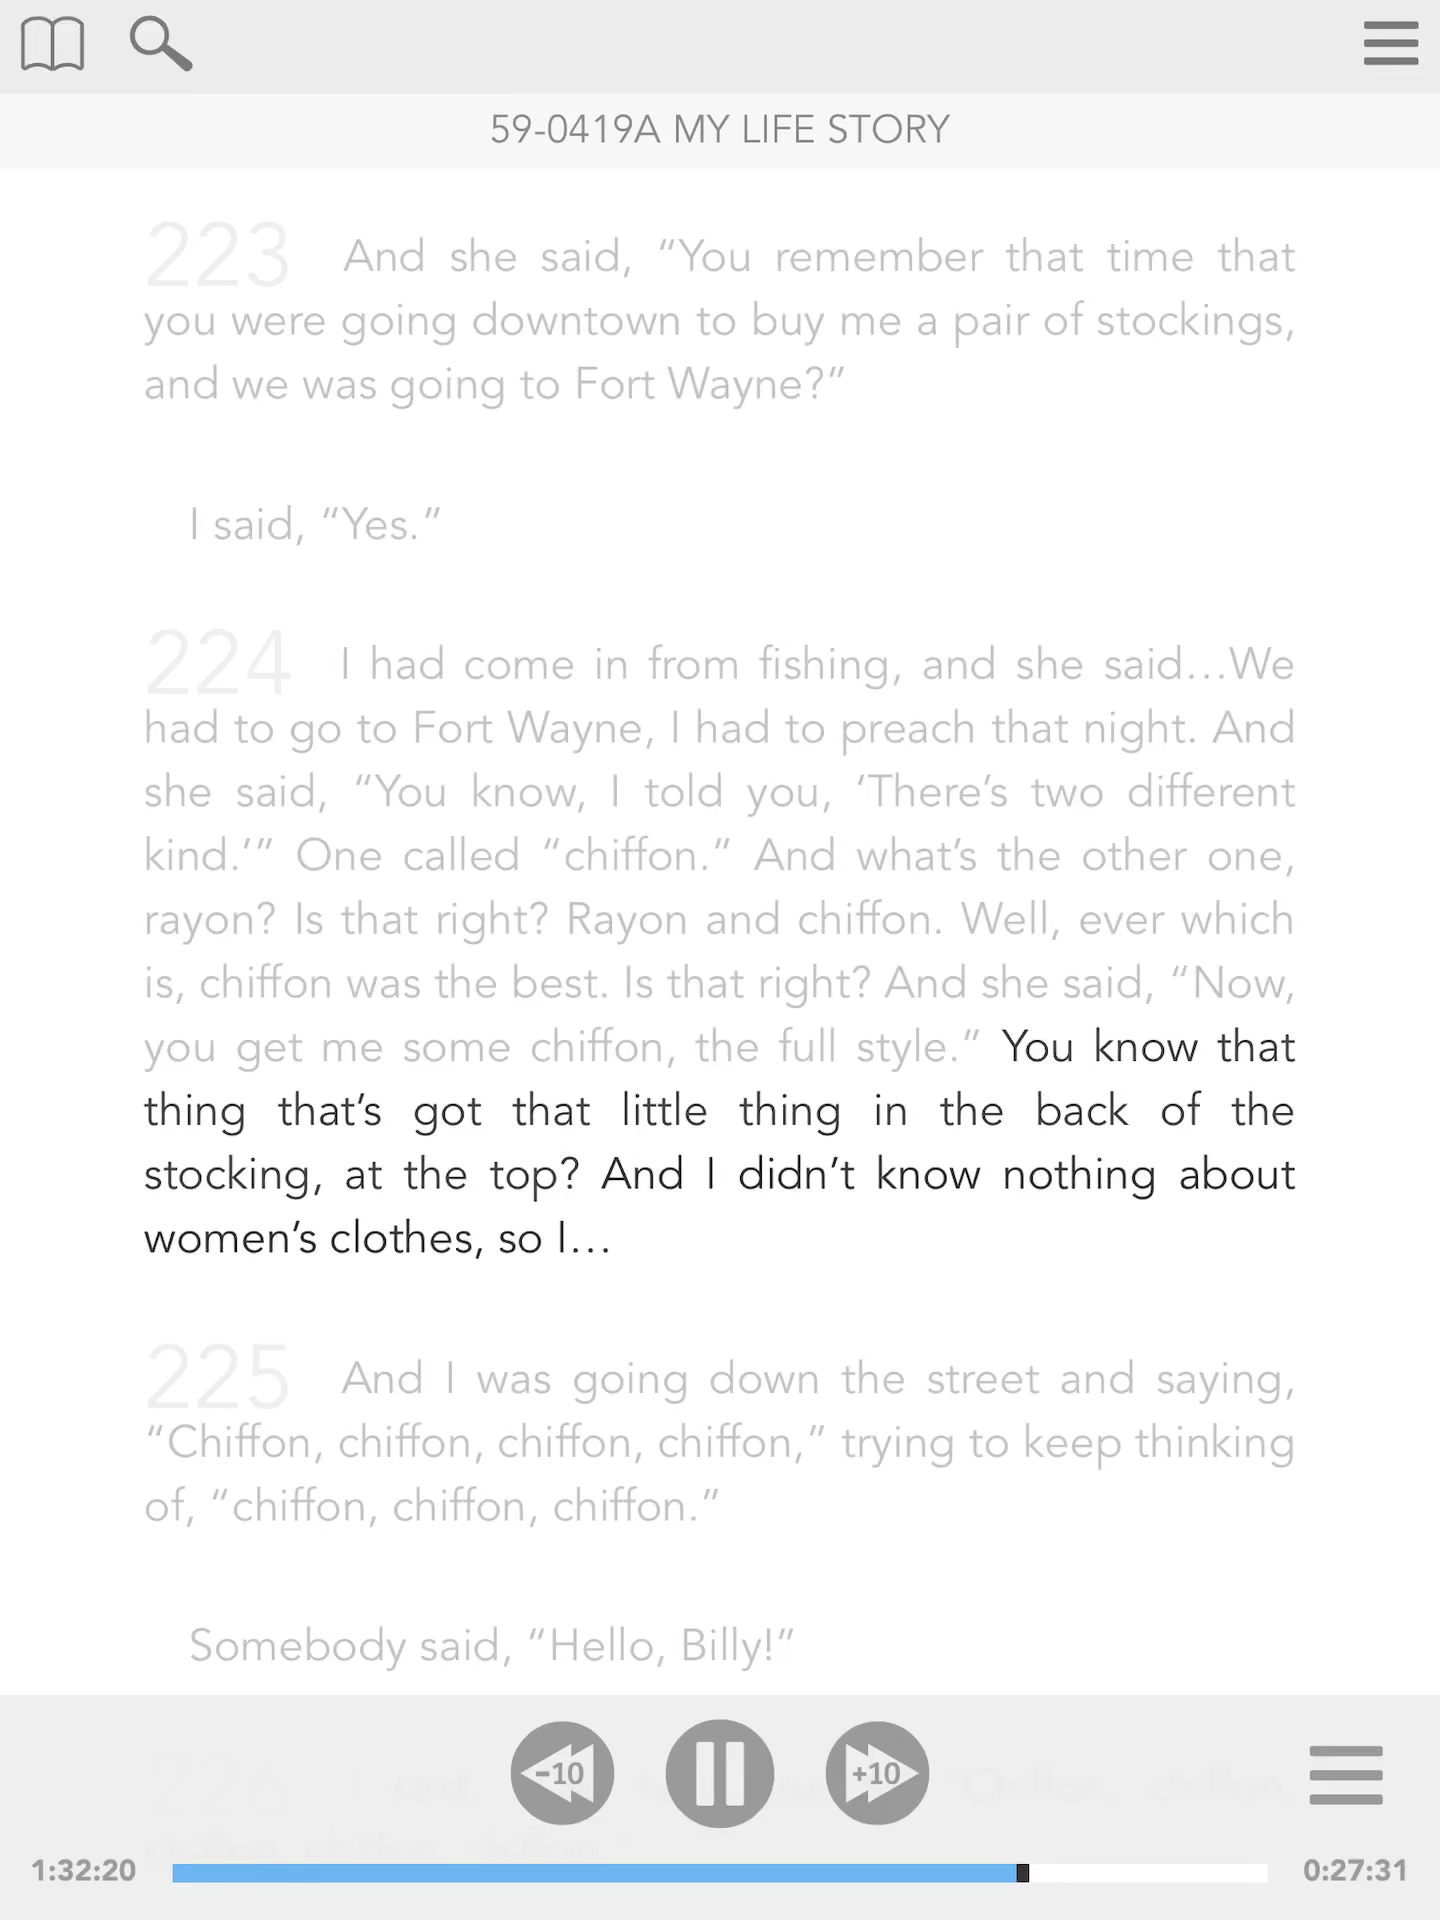 59-0419A MY LIFE STORY
223 And she said, “You remember that time that
you were going downtown to buy me a pair of stockings,
and we was going to Fort Wayne?”
I said, “Yes.”
224 I had come in from fishing, and she said…We
had to go to Fort Wayne, I had to preach that night. And
she said, “You know, I told you, ‘There’s two different
kind.’” One called “chiffon.” And what’s the other one,
rayon? Is that right? Rayon and chiffon. Well, ever which
is, chiffon was the best. Is that right? And she said, “Now,
you get me some chiffon, the full style.” You know that
thing that’s got that little thing in the back of the
stocking, at the top? And I didn’t know nothing about
women’s clothes, so I…
225 And I was going down the street and saying,
“Chiffon, chiffon, chiffon, chiffon,” trying to keep thinking
of, “chiffon, chiffon, chiffon.”
Somebody said, “Hello, Billy!”
-10 +10
1:32:20 0:27:31